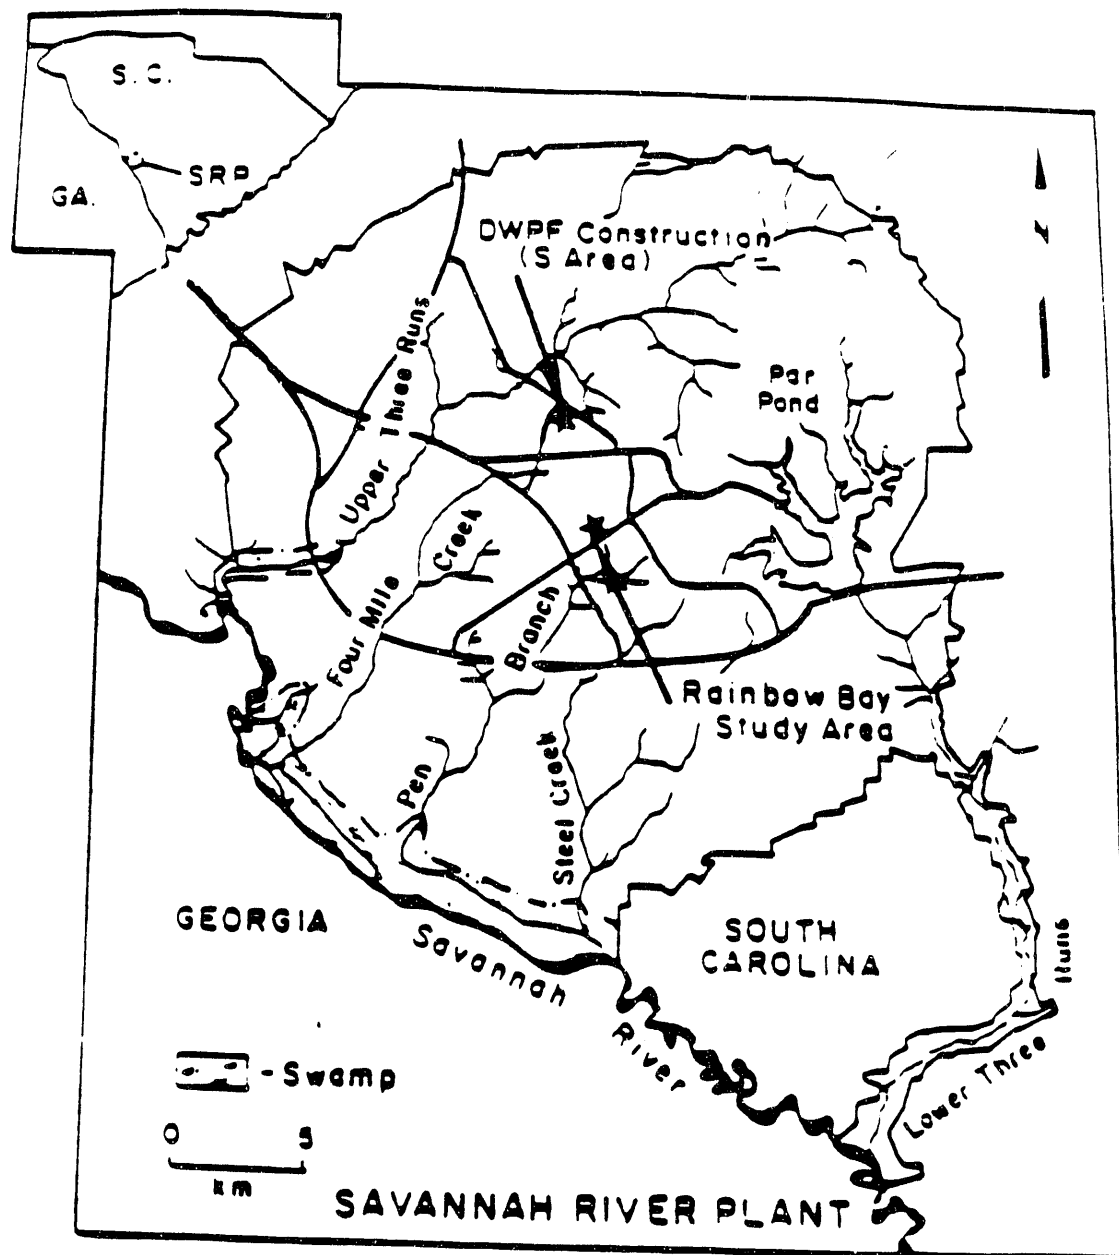 S. C.
SRP
GA.
N
DWPF Construction
(S Area)
Upper Three Runs
Par
Pond
Four Mile Creek
Pen Branch
Rainbow Bay
Study Area
Steel Creek
GEORGIA
SOUTH
CAROLINA
Savannah River
Lower Three Runs
- Swamp
0 5
km
SAVANNAH RIVER PLANT